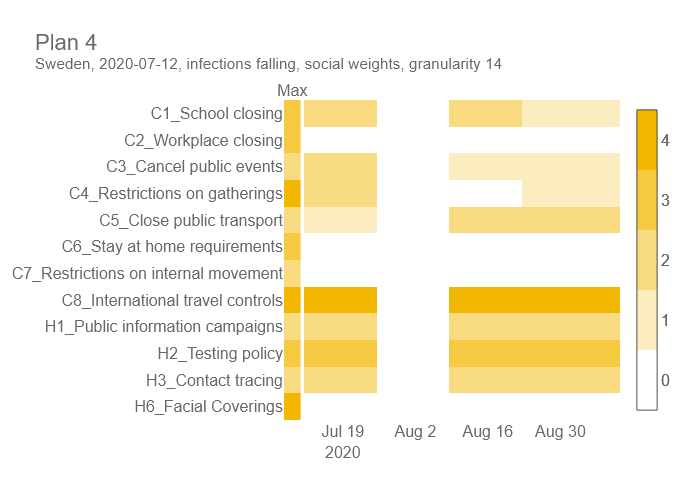 Plan 4
Sweden, 2020-07-12, infections falling, social weights, granularity 14
Max
C1_School closing
C2_Workplace closing
C3_Cancel public events
C4_Restrictions on gatherings
C5_Close public transport
C6_Stay at home requirements
C7_Restrictions on internal movement
C8_International travel controls
H1_Public information campaigns
H2_Testing policy
H3_Contact tracing
H6_Facial Coverings
Jul 19 Aug 2 Aug 16 Aug 30
2020
4
3
2
1
0